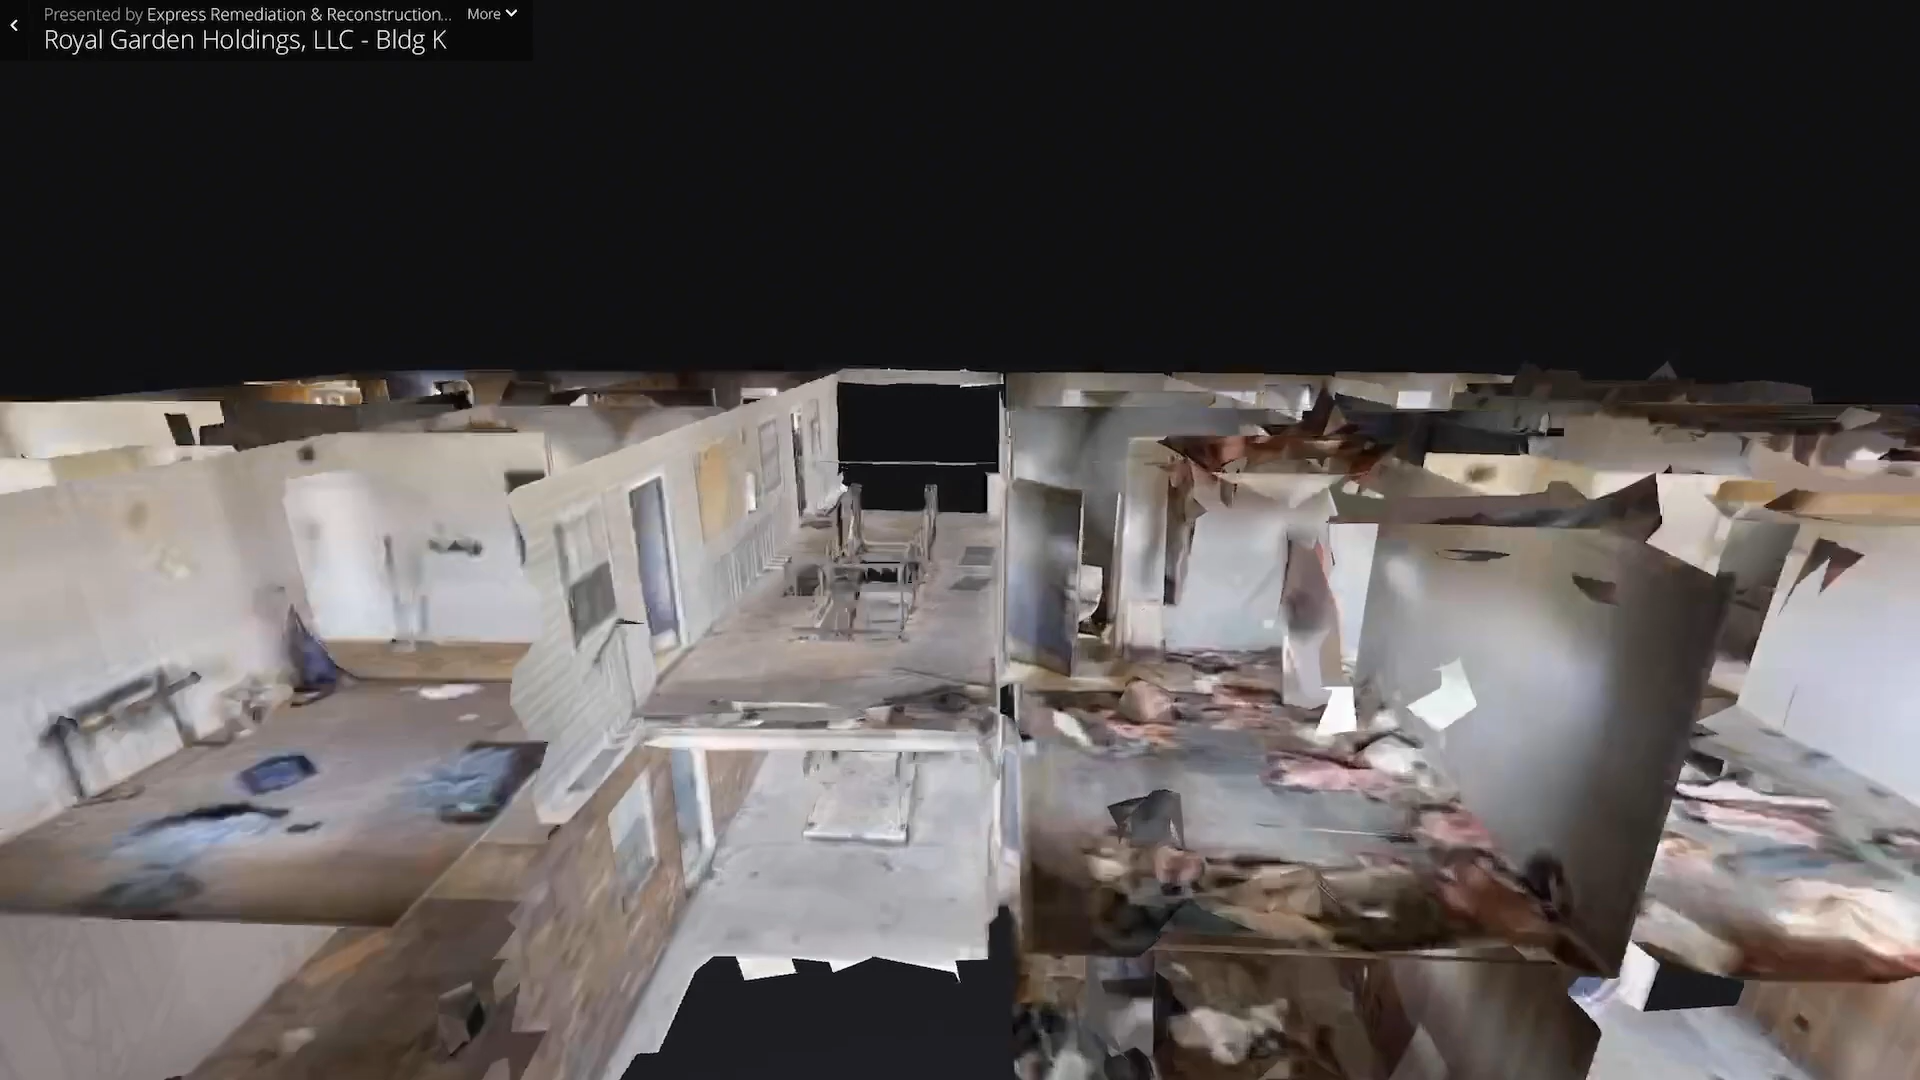 Presented by Express Remediation & Reconstruction... More
Royal Garden Holdings, LLC - Bldg K